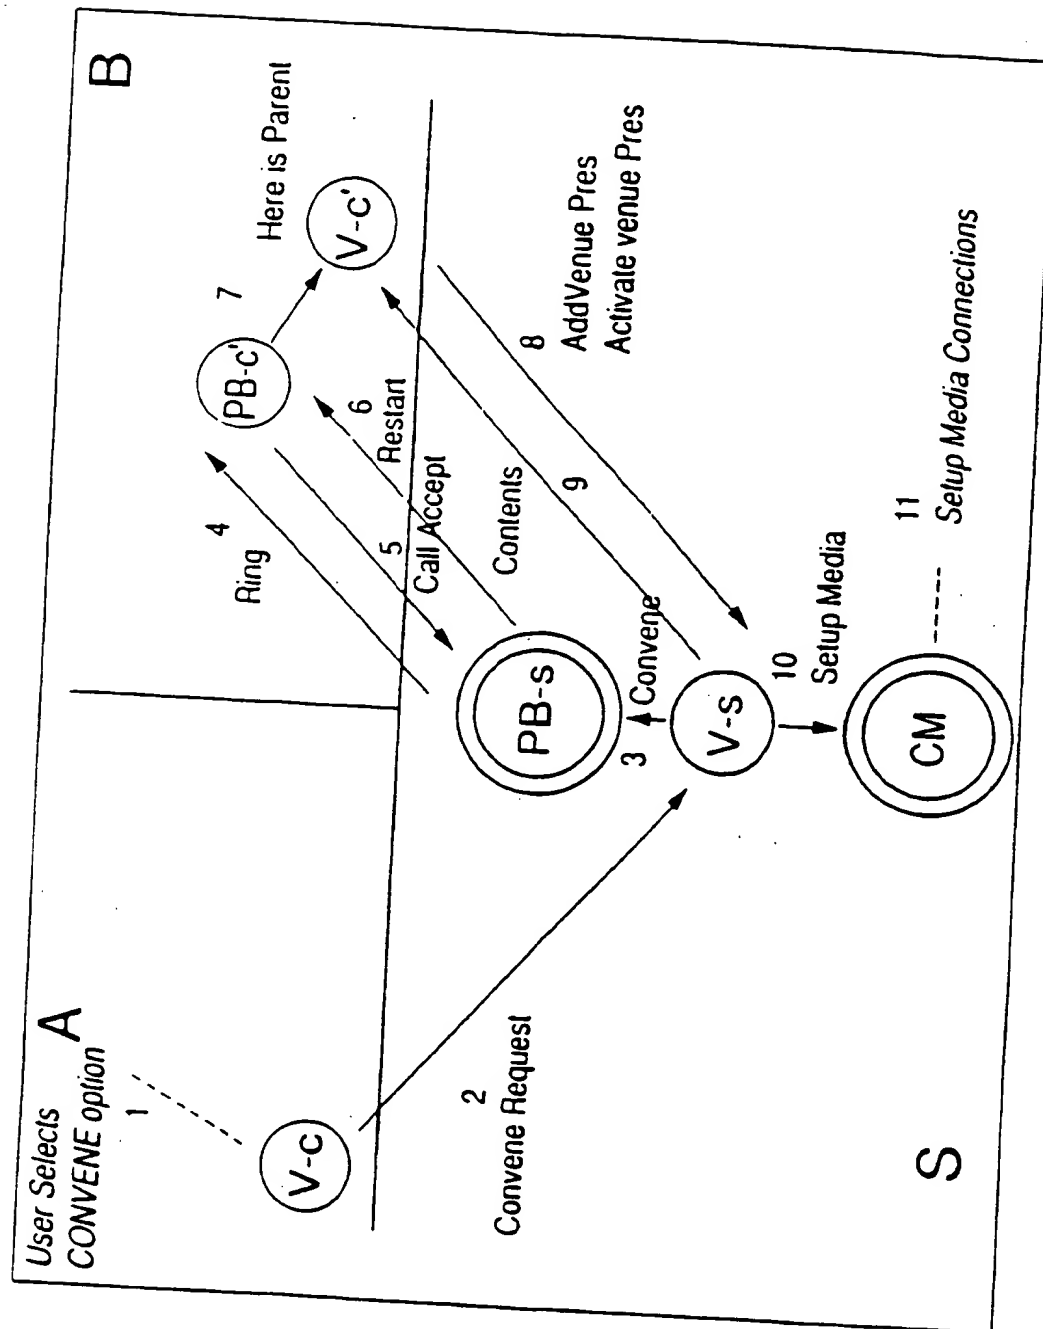 User Selects
CONVENE option
A
1
V-c
2
Convene Request
B
4
Ring
PB-c'
7
Here is Parent
V-c'
5
Call Accept
6
Restart
8
AddVenue Pres
Activate venue Pres
9
Contents
PB-s
3
Convene
V-s
10
Setup Media
CM
11
Setup Media Connections
S